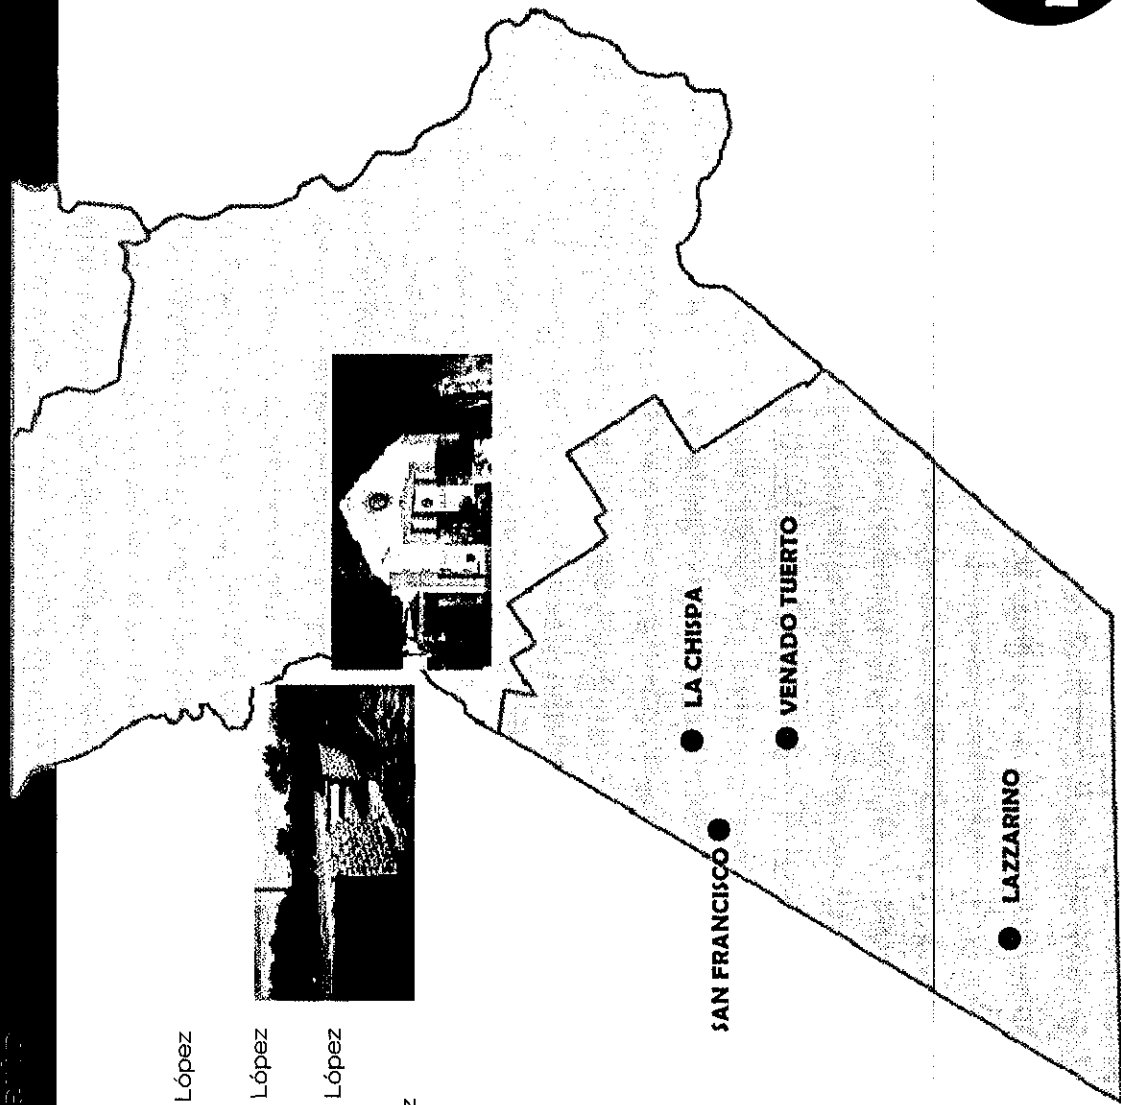 López
López
López
z
SAN FRANCISCO
LA CHISPA
VENADO TUERTO
LAZZARINO